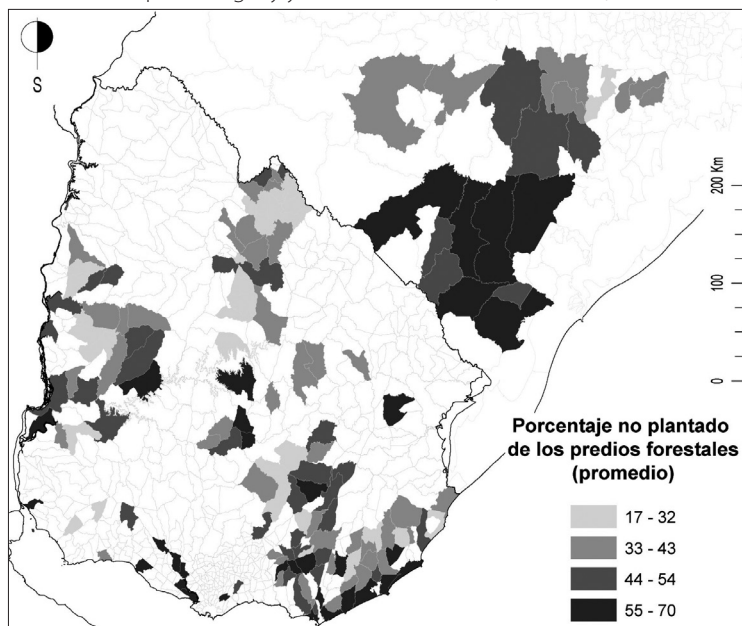 S
200 Km
100
0
Porcentaje no plantado
de los predios forestales
(promedio)
17 - 32
33 - 43
44 - 54
55 - 70